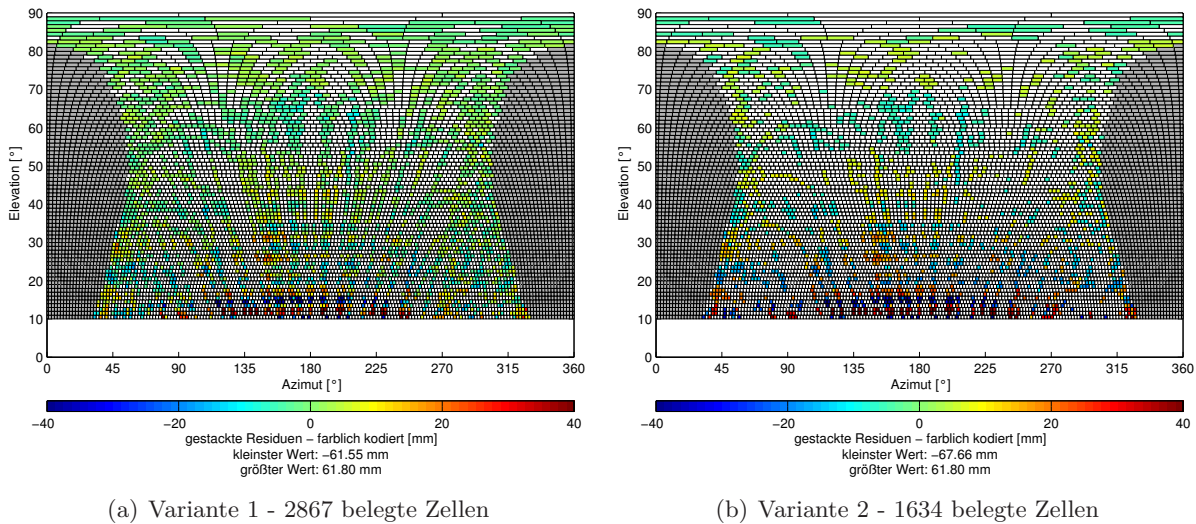 90
80
70
60
50
40
30
20
10
0
Elevation [°]
0 45 90 135 180 225 270 315 360
Azimut [°]
−40 −20 0 20 40
gestackte Residuen − farblich kodiert [mm]
kleinster Wert: −61.55 mm
größter Wert: 61.80 mm
(a) Variante 1 - 2867 belegte Zellen
90
80
70
60
50
40
30
20
10
0
Elevation [°]
0 45 90 135 180 225 270 315 360
Azimut [°]
−40 −20 0 20 40
gestackte Residuen − farblich kodiert [mm]
kleinster Wert: −67.66 mm
größter Wert: 61.80 mm
(b) Variante 2 - 1634 belegte Zellen